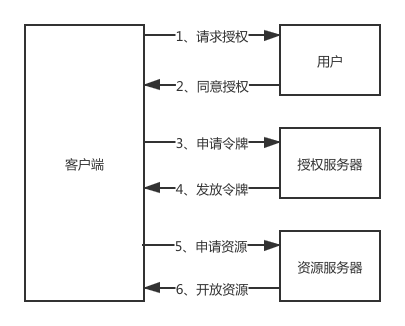 1、请求授权
用户
2、同意授权
3、申请令牌
客户端
授权服务器
4、发放令牌
5、申请资源
资源服务器
6、开放资源